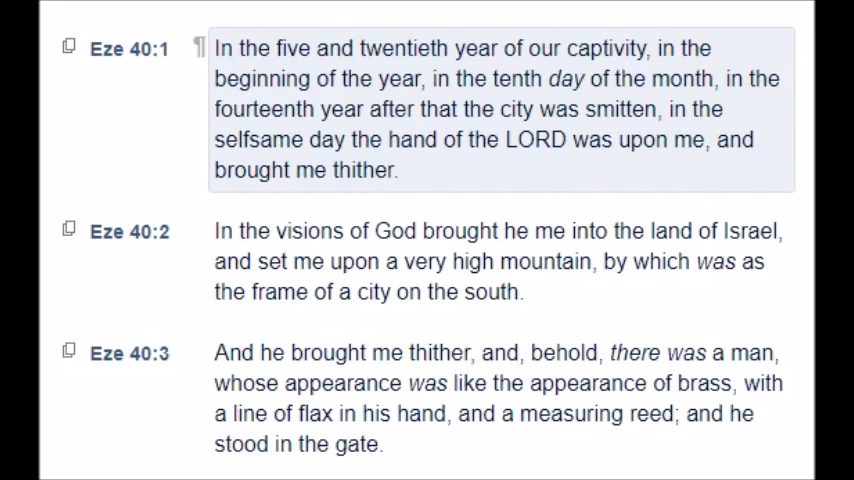 Eze 40:1 ¶ In the five and twentieth year of our captivity, in the
beginning of the year, in the tenth day of the month, in the
fourteenth year after that the city was smitten, in the
selfsame day the hand of the LORD was upon me, and
brought me thither.
Eze 40:2 In the visions of God brought he me into the land of Israel,
and set me upon a very high mountain, by which was as
the frame of a city on the south.
Eze 40:3 And he brought me thither, and, behold, there was a man,
whose appearance was like the appearance of brass, with
a line of flax in his hand, and a measuring reed; and he
stood in the gate.